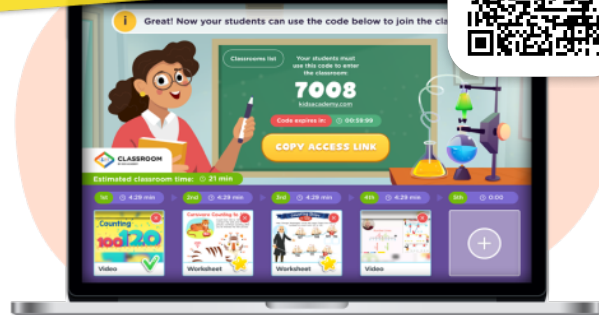 i Great! Now your students can use the code below to join the cla
Classrooms list
Your students must
use this code to enter
the classroom
7008
kidsacademy.com
Code expires in: 00:59:99
COPY ACCESS LINK
CLASSROOM
Estimated classroom time: 21 min
1st 4:29 min
2nd 4:29 min
3rd 4:29 min
4th 4:29 min
5th 0:00
Counting
100 120
Video
Worksheet
Worksheet
Video